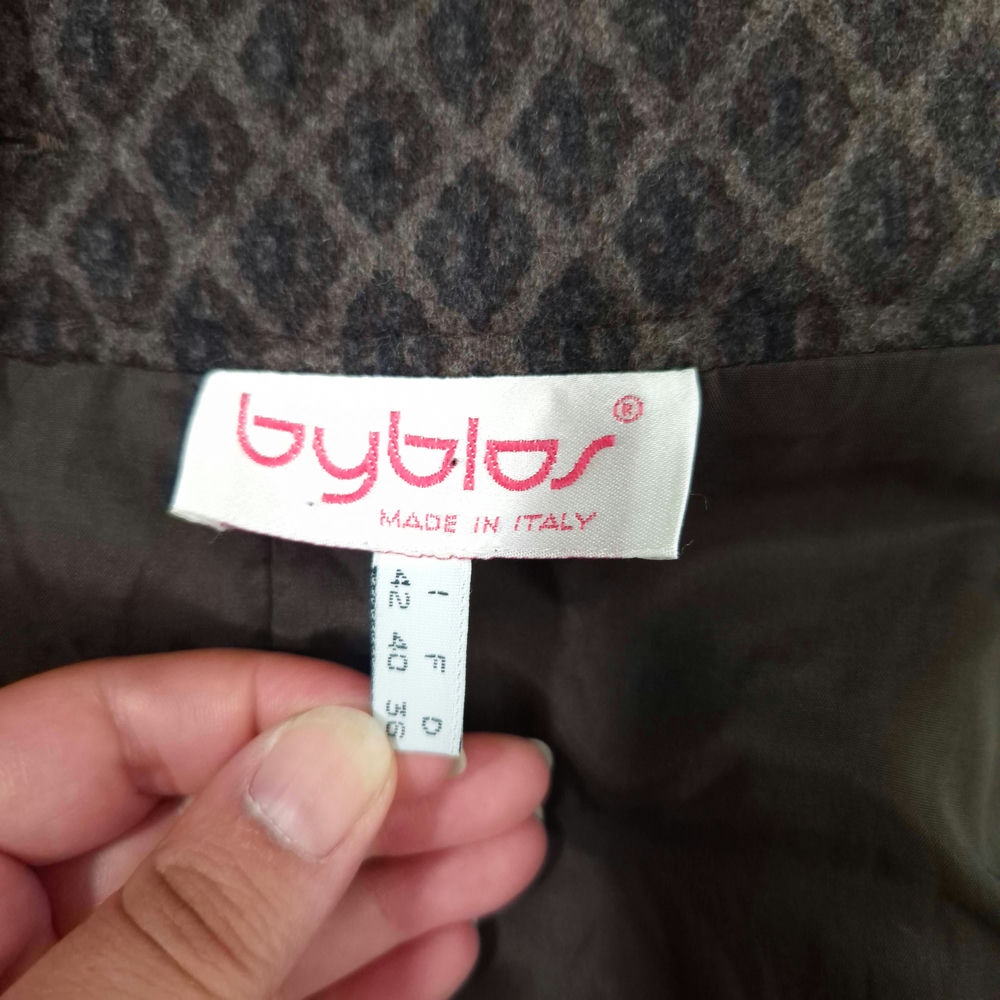 byblos ®
MADE IN ITALY
I F D
42 40 36